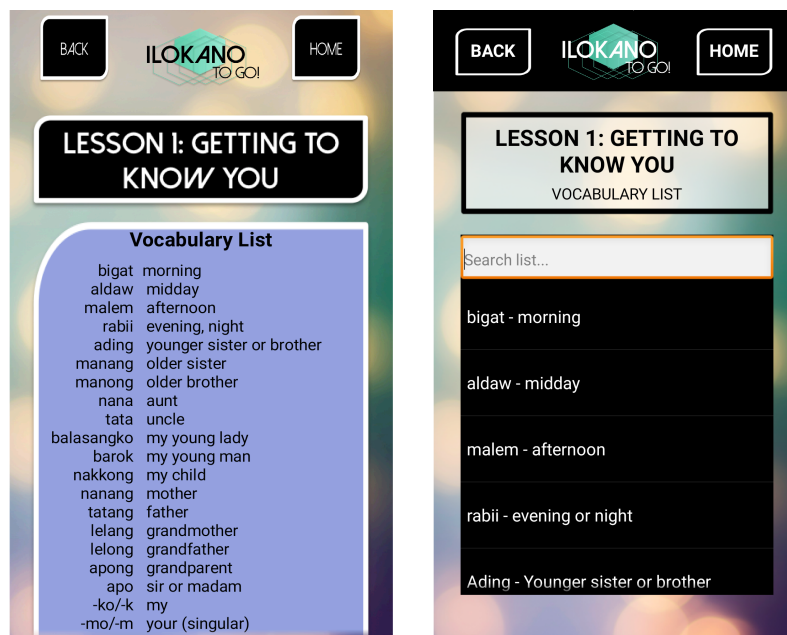 BACK
ILOKANO
TO GO!
HOME
LESSON 1: GETTING TO
KNOW YOU
Vocabulary List
bigat morning
aldaw midday
malem afternoon
rabii evening, night
ading younger sister or brother
manang older sister
manong older brother
nana aunt
tata uncle
balasangko my young lady
barok my young man
nakkong my child
nanang mother
tatang father
lelang grandmother
lelong grandfather
apong grandparent
apo sir or madam
-ko/-k my
-mo/-m your (singular)
BACK
ILOKANO
TO GO!
HOME
LESSON 1: GETTING TO
KNOW YOU
VOCABULARY LIST
Search list...
bigat - morning
aldaw - midday
malem - afternoon
rabii - evening or night
Ading - Younger sister or brother